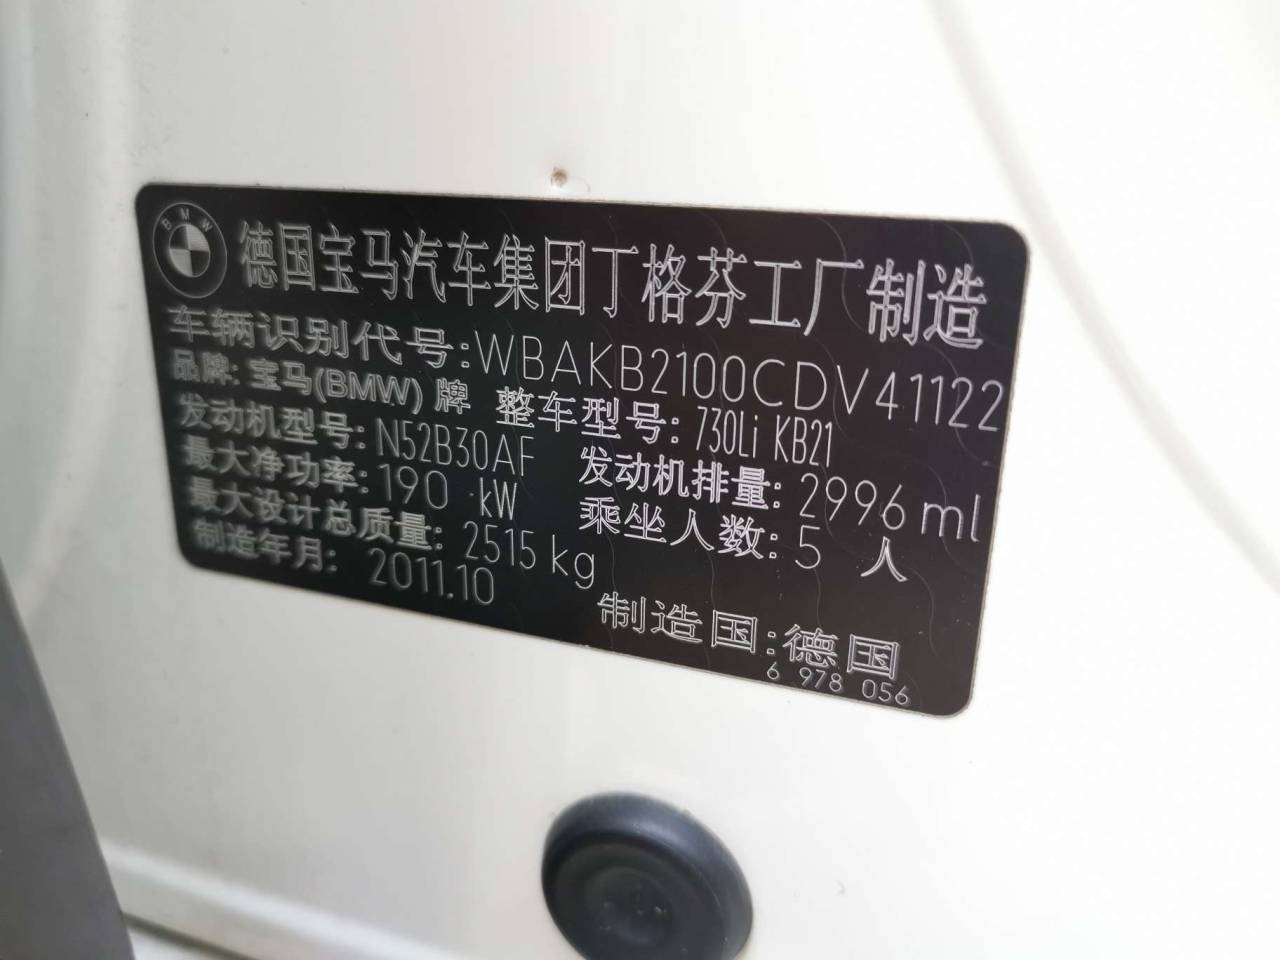 BMW 德国宝马汽车集团丁格芬工厂制造
车辆识别代号:WBAKB2100CDV41122
品牌: 宝马(BMW) 牌 整车型号: 730Li KB21
发动机型号: N52B30AF 发动机排量: 2996 ml
最大净功率: 190 kW 乘坐人数: 5 人
最大设计总质量: 2515 kg
制造年月: 2011.10
制造国: 德国
6 978 056